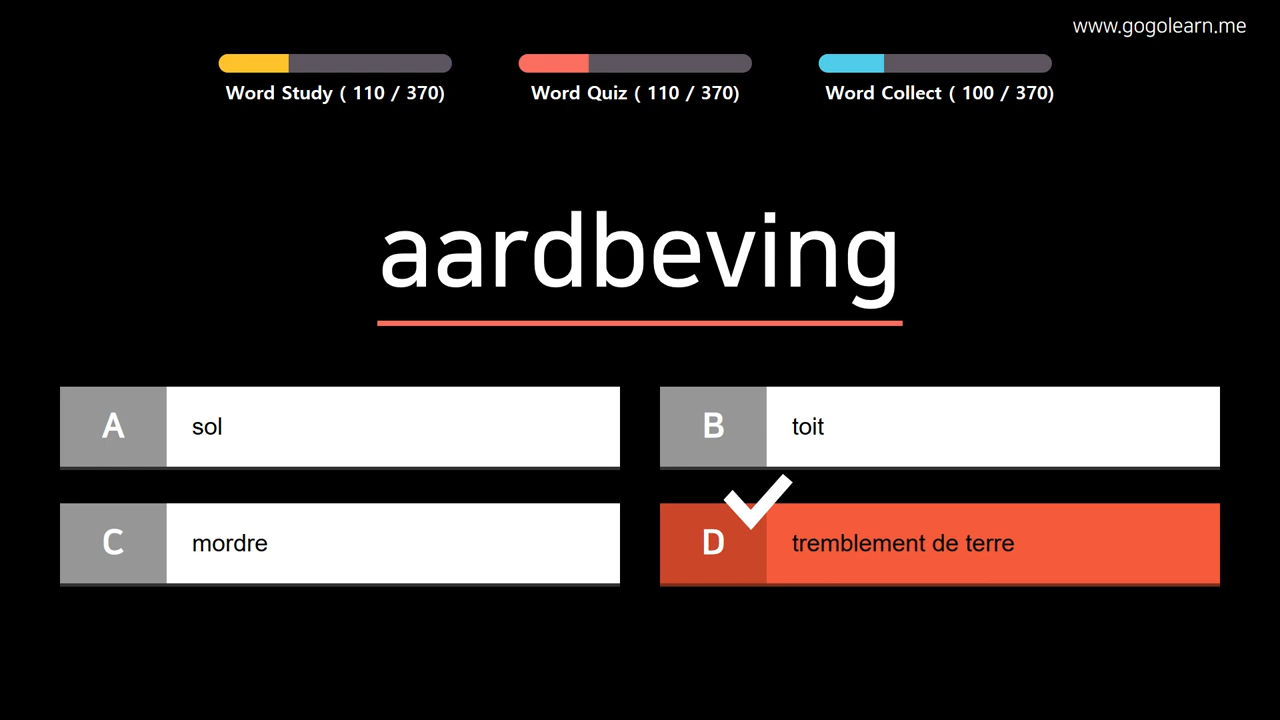 www.gogolearn.me
Word Study ( 110 / 370)
Word Quiz ( 110 / 370)
Word Collect ( 100 / 370)
aardbeving
A sol
B toit
C mordre
D tremblement de terre